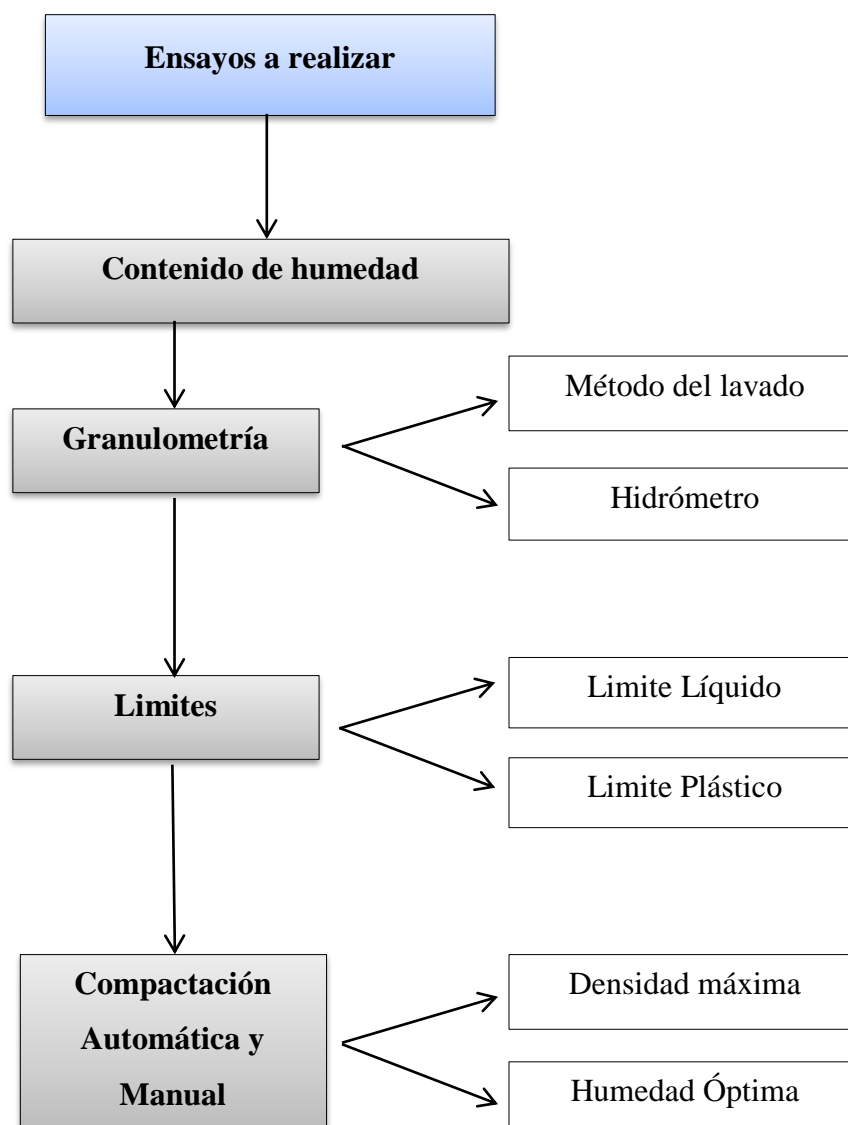 Ensayos a realizar
Contenido de humedad
Granulometría
Método del lavado
Hidrómetro
Limites
Limite Líquido
Limite Plástico
Compactación
Automática y
Manual
Densidad máxima
Humedad Óptima